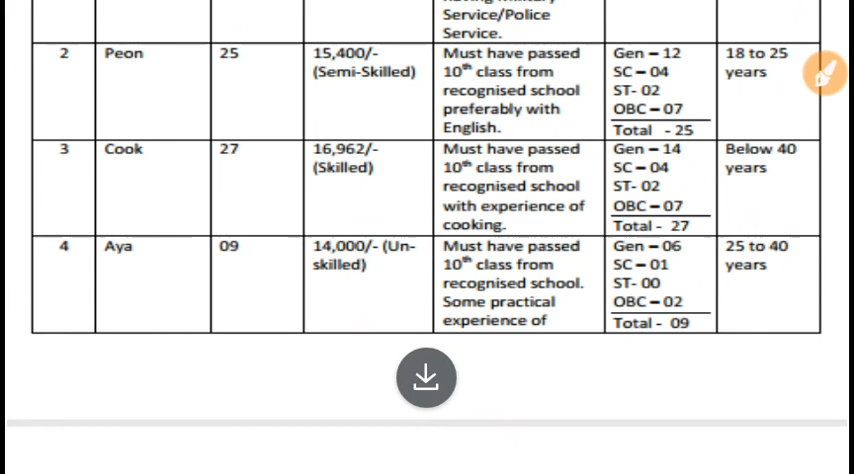 Service/Police
Service.
2 Peon 25 15,400/- Must have passed Gen – 12 18 to 25
(Semi-Skilled) 10th class from SC – 04 years
recognised school ST- 02
preferably with OBC – 07
English. Total - 25
3 Cook 27 16,962/- Must have passed Gen – 14 Below 40
(Skilled) 10th class from SC – 04 years
recognised school ST- 02
with experience of OBC – 07
cooking. Total - 27
4 Aya 09 14,000/- (Un- Must have passed Gen – 06 25 to 40
skilled) 10th class from SC – 01 years
recognised school. ST- 00
Some practical OBC – 02
experience of Total - 09